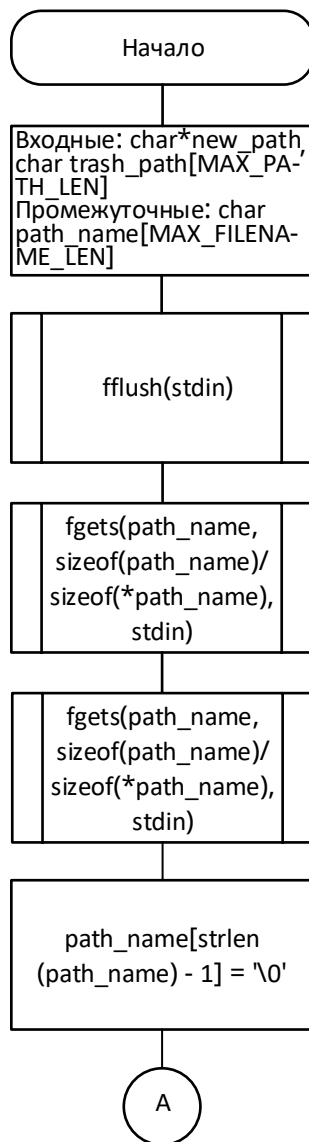 Начало
Входные: char*new_path,
char trash_path[MAX_PA-
TH_LEN]
Промежуточные: char
path_name[MAX_FILENA-
ME_LEN]
fflush(stdin)
fgets(path_name,
sizeof(path_name)/
sizeof(*path_name),
stdin)
fgets(path_name,
sizeof(path_name)/
sizeof(*path_name),
stdin)
path_name[strlen
(path_name) - 1] = '\0'
A